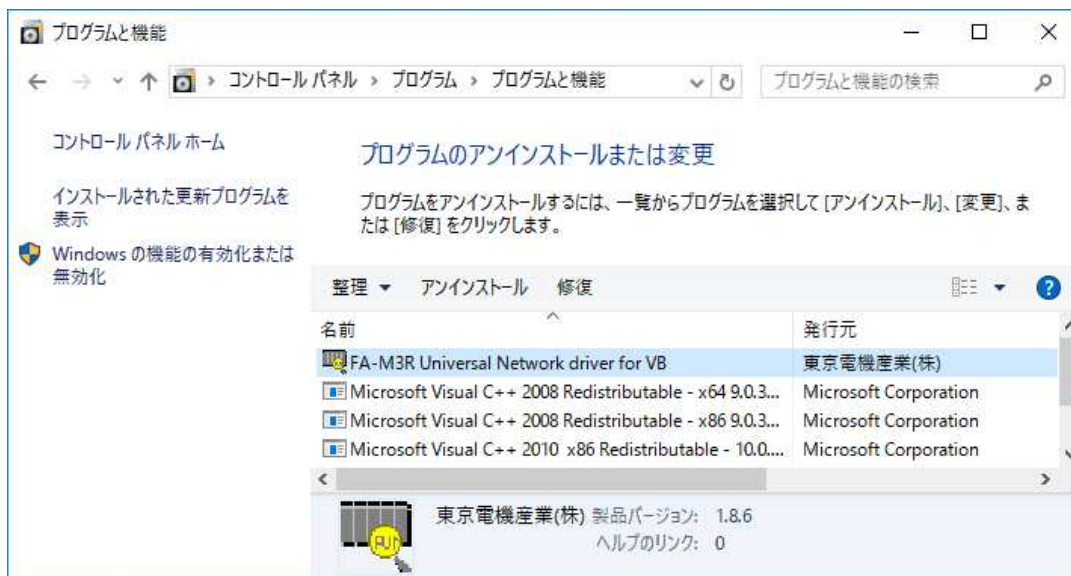 プログラムと機能
コントロール パネル › プログラム › プログラムと機能
プログラムと機能の検索
コントロール パネル ホーム
インストールされた更新プログラムを
表示
Windows の機能の有効化または
無効化
プログラムのアンインストールまたは変更
プログラムをアンインストールするには、一覧からプログラムを選択して [アンインストール]、[変更]、ま
たは [修復] をクリックします。
整理 アンインストール 修復
名前 発行元
FA-M3R Universal Network driver for VB 東京電機産業(株)
Microsoft Visual C++ 2008 Redistributable - x64 9.0.3... Microsoft Corporation
Microsoft Visual C++ 2008 Redistributable - x86 9.0.3... Microsoft Corporation
Microsoft Visual C++ 2010 x86 Redistributable - 10.0.... Microsoft Corporation
東京電機産業(株) 製品バージョン: 1.8.6
ヘルプのリンク: 0
RUN